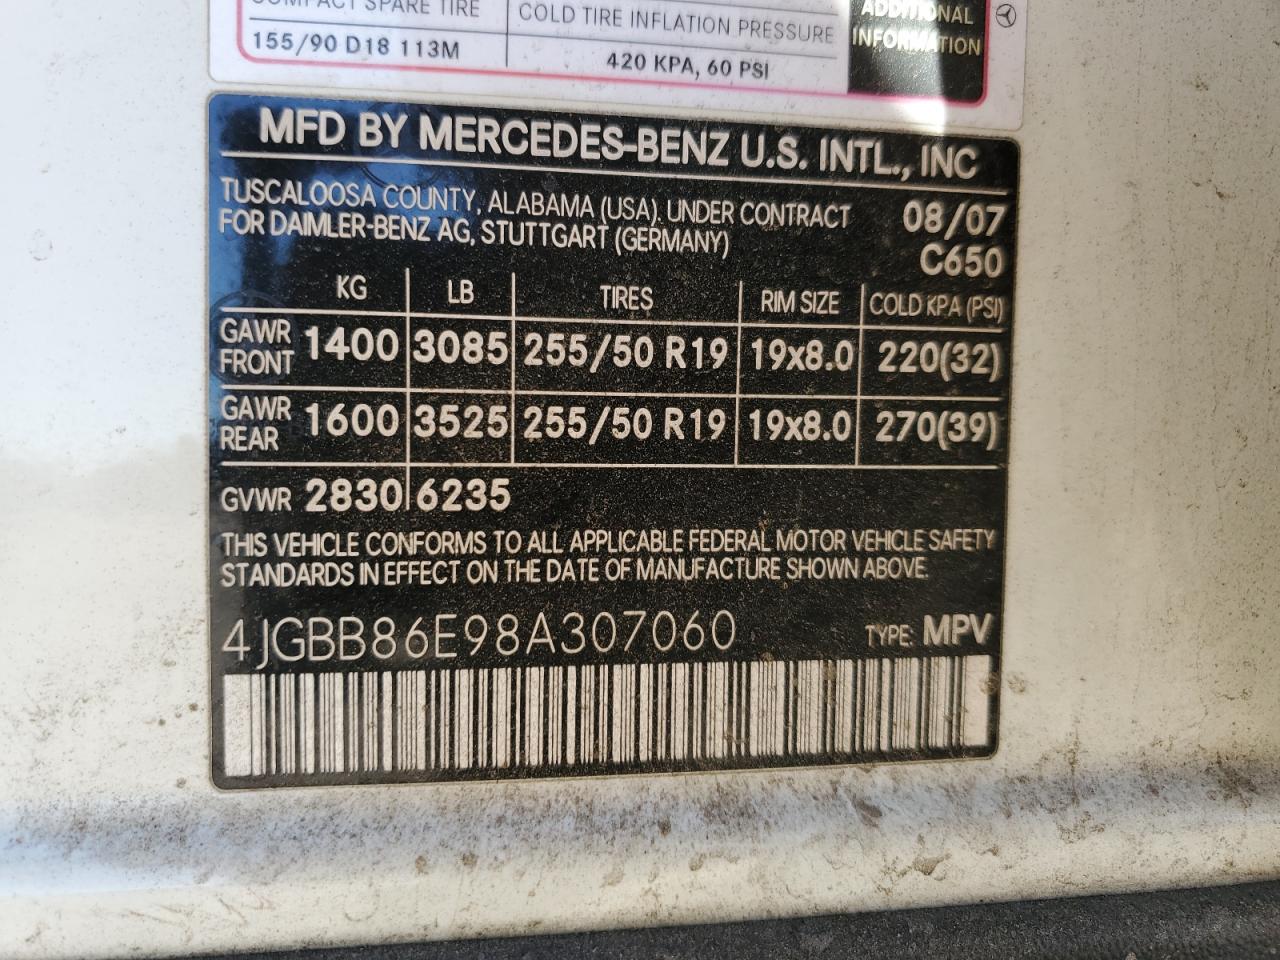 COMPACT SPARE TIRE COLD TIRE INFLATION PRESSURE ADDITIONAL
155/90 D18 113M 420 KPA, 60 PSI INFORMATION
MFD BY MERCEDES-BENZ U.S. INTL., INC
TUSCALOOSA COUNTY, ALABAMA (USA) UNDER CONTRACT 08/07
FOR DAIMLER-BENZ AG, STUTTGART (GERMANY) C650
KG LB TIRES RIM SIZE COLD KPA (PSI)
GAWR FRONT 1400 3085 255/50 R19 19x8.0 220(32)
GAWR REAR 1600 3525 255/50 R19 19x8.0 270(39)
GVWR 2830 6235
THIS VEHICLE CONFORMS TO ALL APPLICABLE FEDERAL MOTOR VEHICLE SAFETY
STANDARDS IN EFFECT ON THE DATE OF MANUFACTURE SHOWN ABOVE.
4JGBB86E98A307060 TYPE: MPV